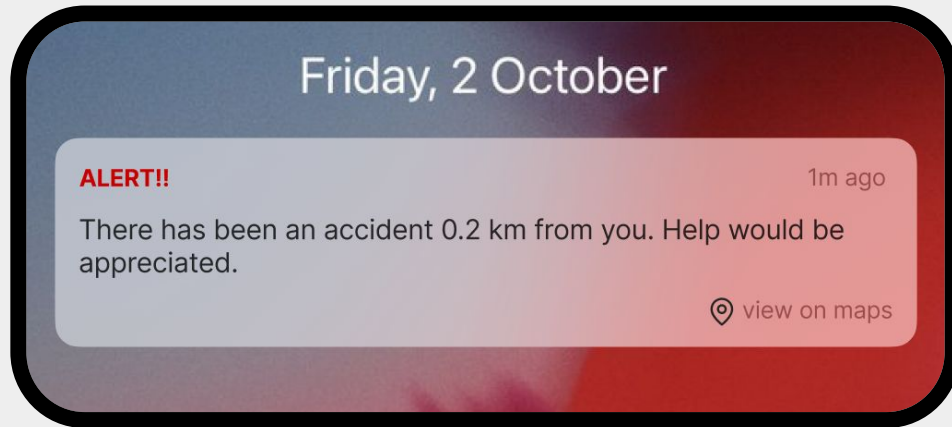 Friday, 2 October
ALERT!!
1m ago
There has been an accident 0.2 km from you. Help would be
appreciated.
view on maps